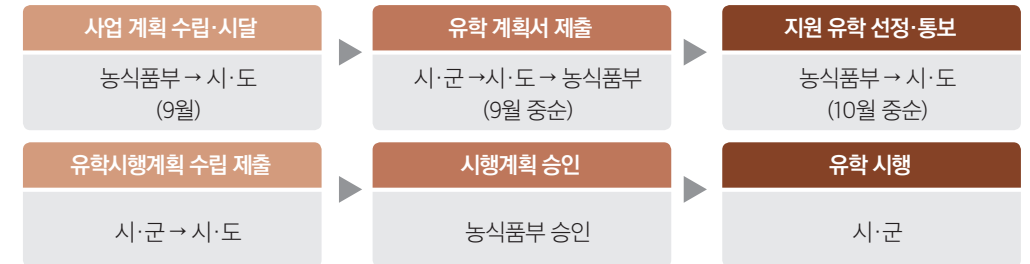 사업 계획 수립·시달
유학 계획서 제출
지원 유학 선정·통보
농식품부 → 시·도
(9월)
시·군 →시·도 → 농식품부
(9월 중순)
농식품부 → 시·도
(10월 중순)
유학시행계획 수립 제출
시행계획 승인
유학 시행
시·군 → 시·도
농식품부 승인
시·군